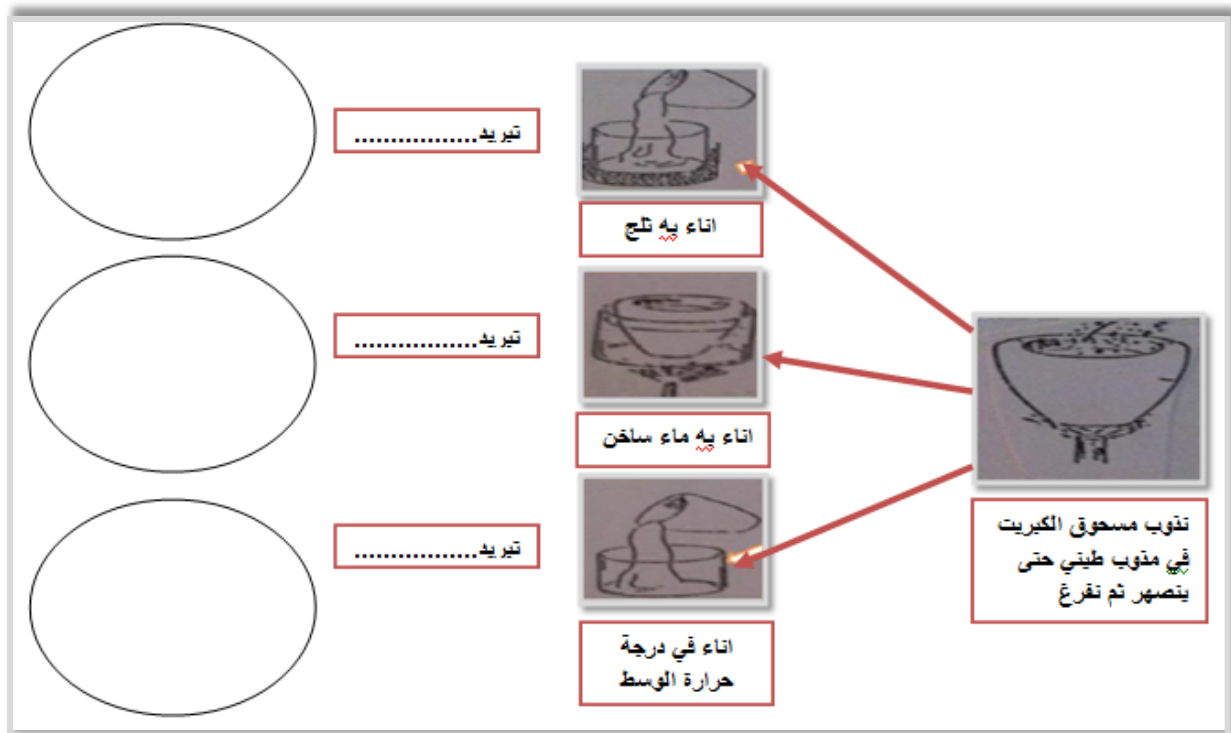 تبريد.................
اناء به ثلج
تبريد.................
اناء به ماء ساخن
تبريد.................
اناء في درجة
حرارة الوسط
نذوب مسحوق الكبريت
في مذوب طيني حتى
ينصهر ثم نفرغ